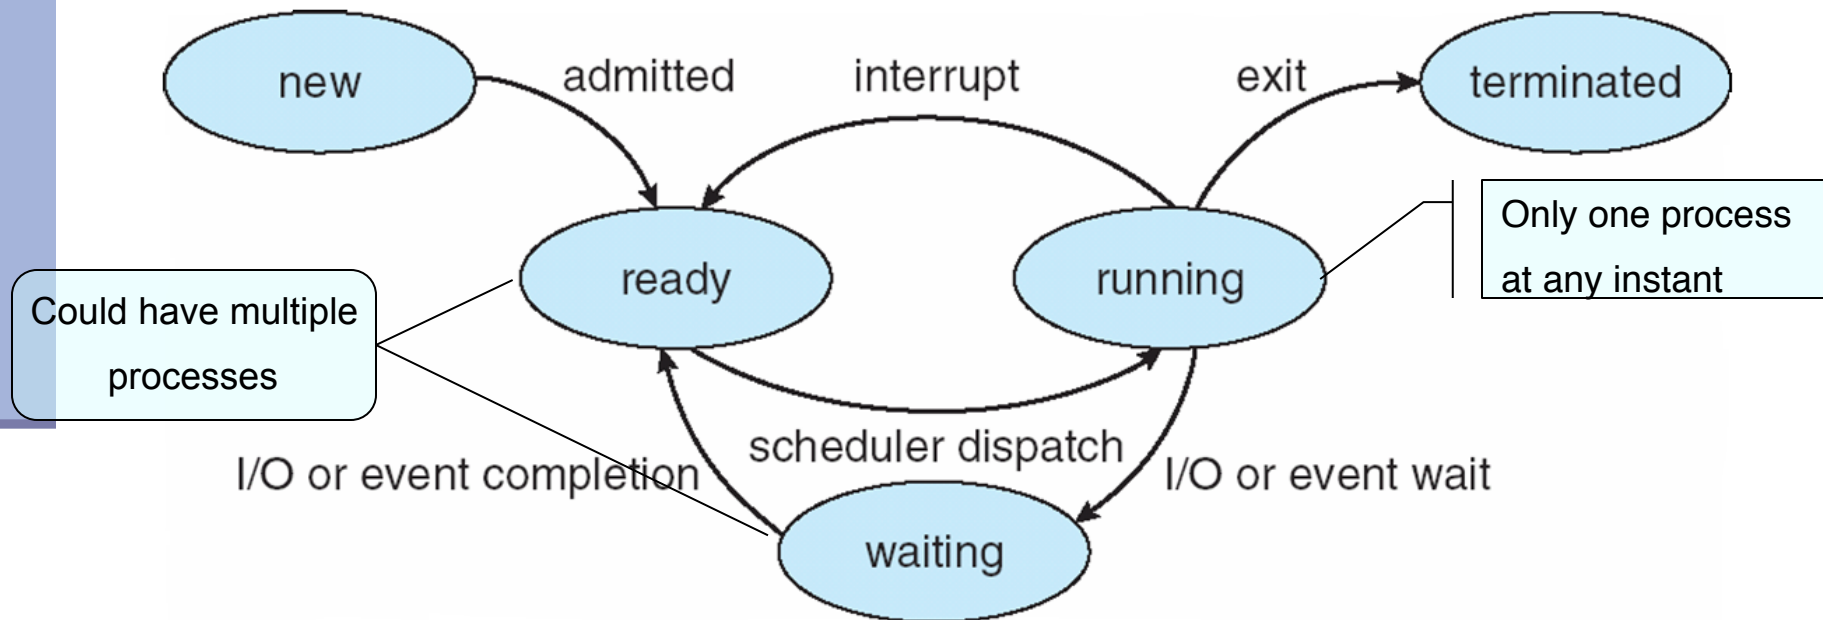 new
admitted
interrupt
exit
terminated
Only one process
at any instant
ready
running
Could have multiple
processes
scheduler dispatch
I/O or event completion
I/O or event wait
waiting